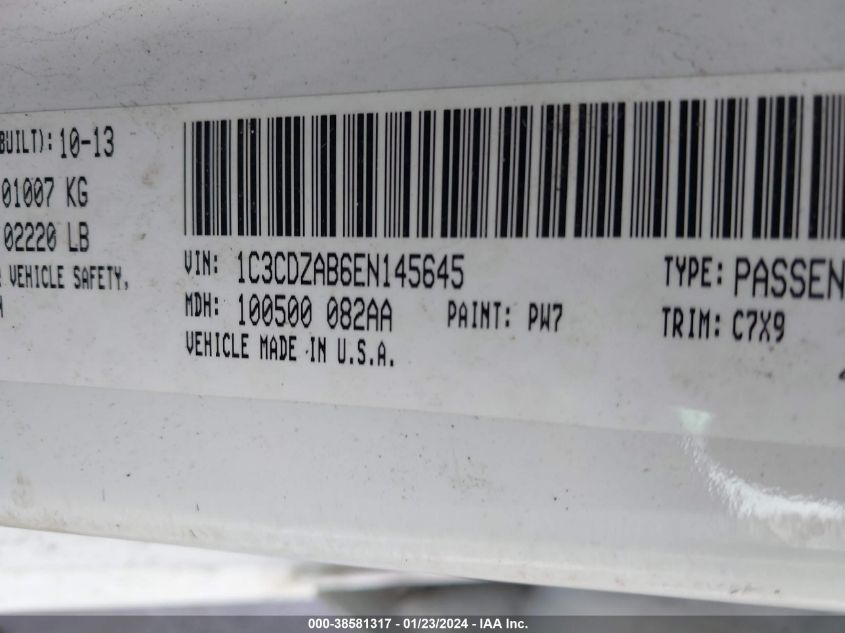 BUILT): 10-13
01007 KG
02220 LB
VEHICLE SAFETY,
VIN: 1C3CDZAB6EN145645
TYPE: PASSEN
MDH: 100500 082AA
PAINT: PW7
TRIM: C7X9
VEHICLE MADE IN U.S.A.
000-38581317 - 01/23/2024 - IAA Inc.